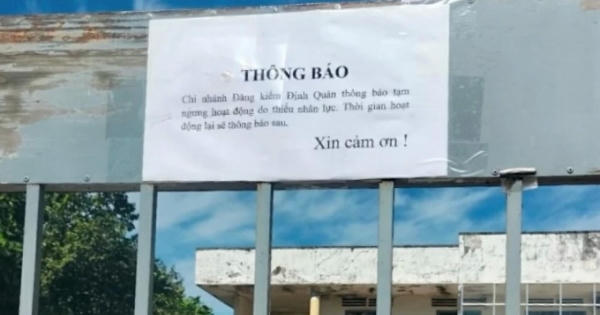 THÔNG BÁO
Chi nhánh Đăng kiểm Định Quán thông báo tạm
ngưng hoạt động do thiếu nhân lực. Thời gian hoạt
động lại sẽ thông báo sau.
Xin cảm ơn !